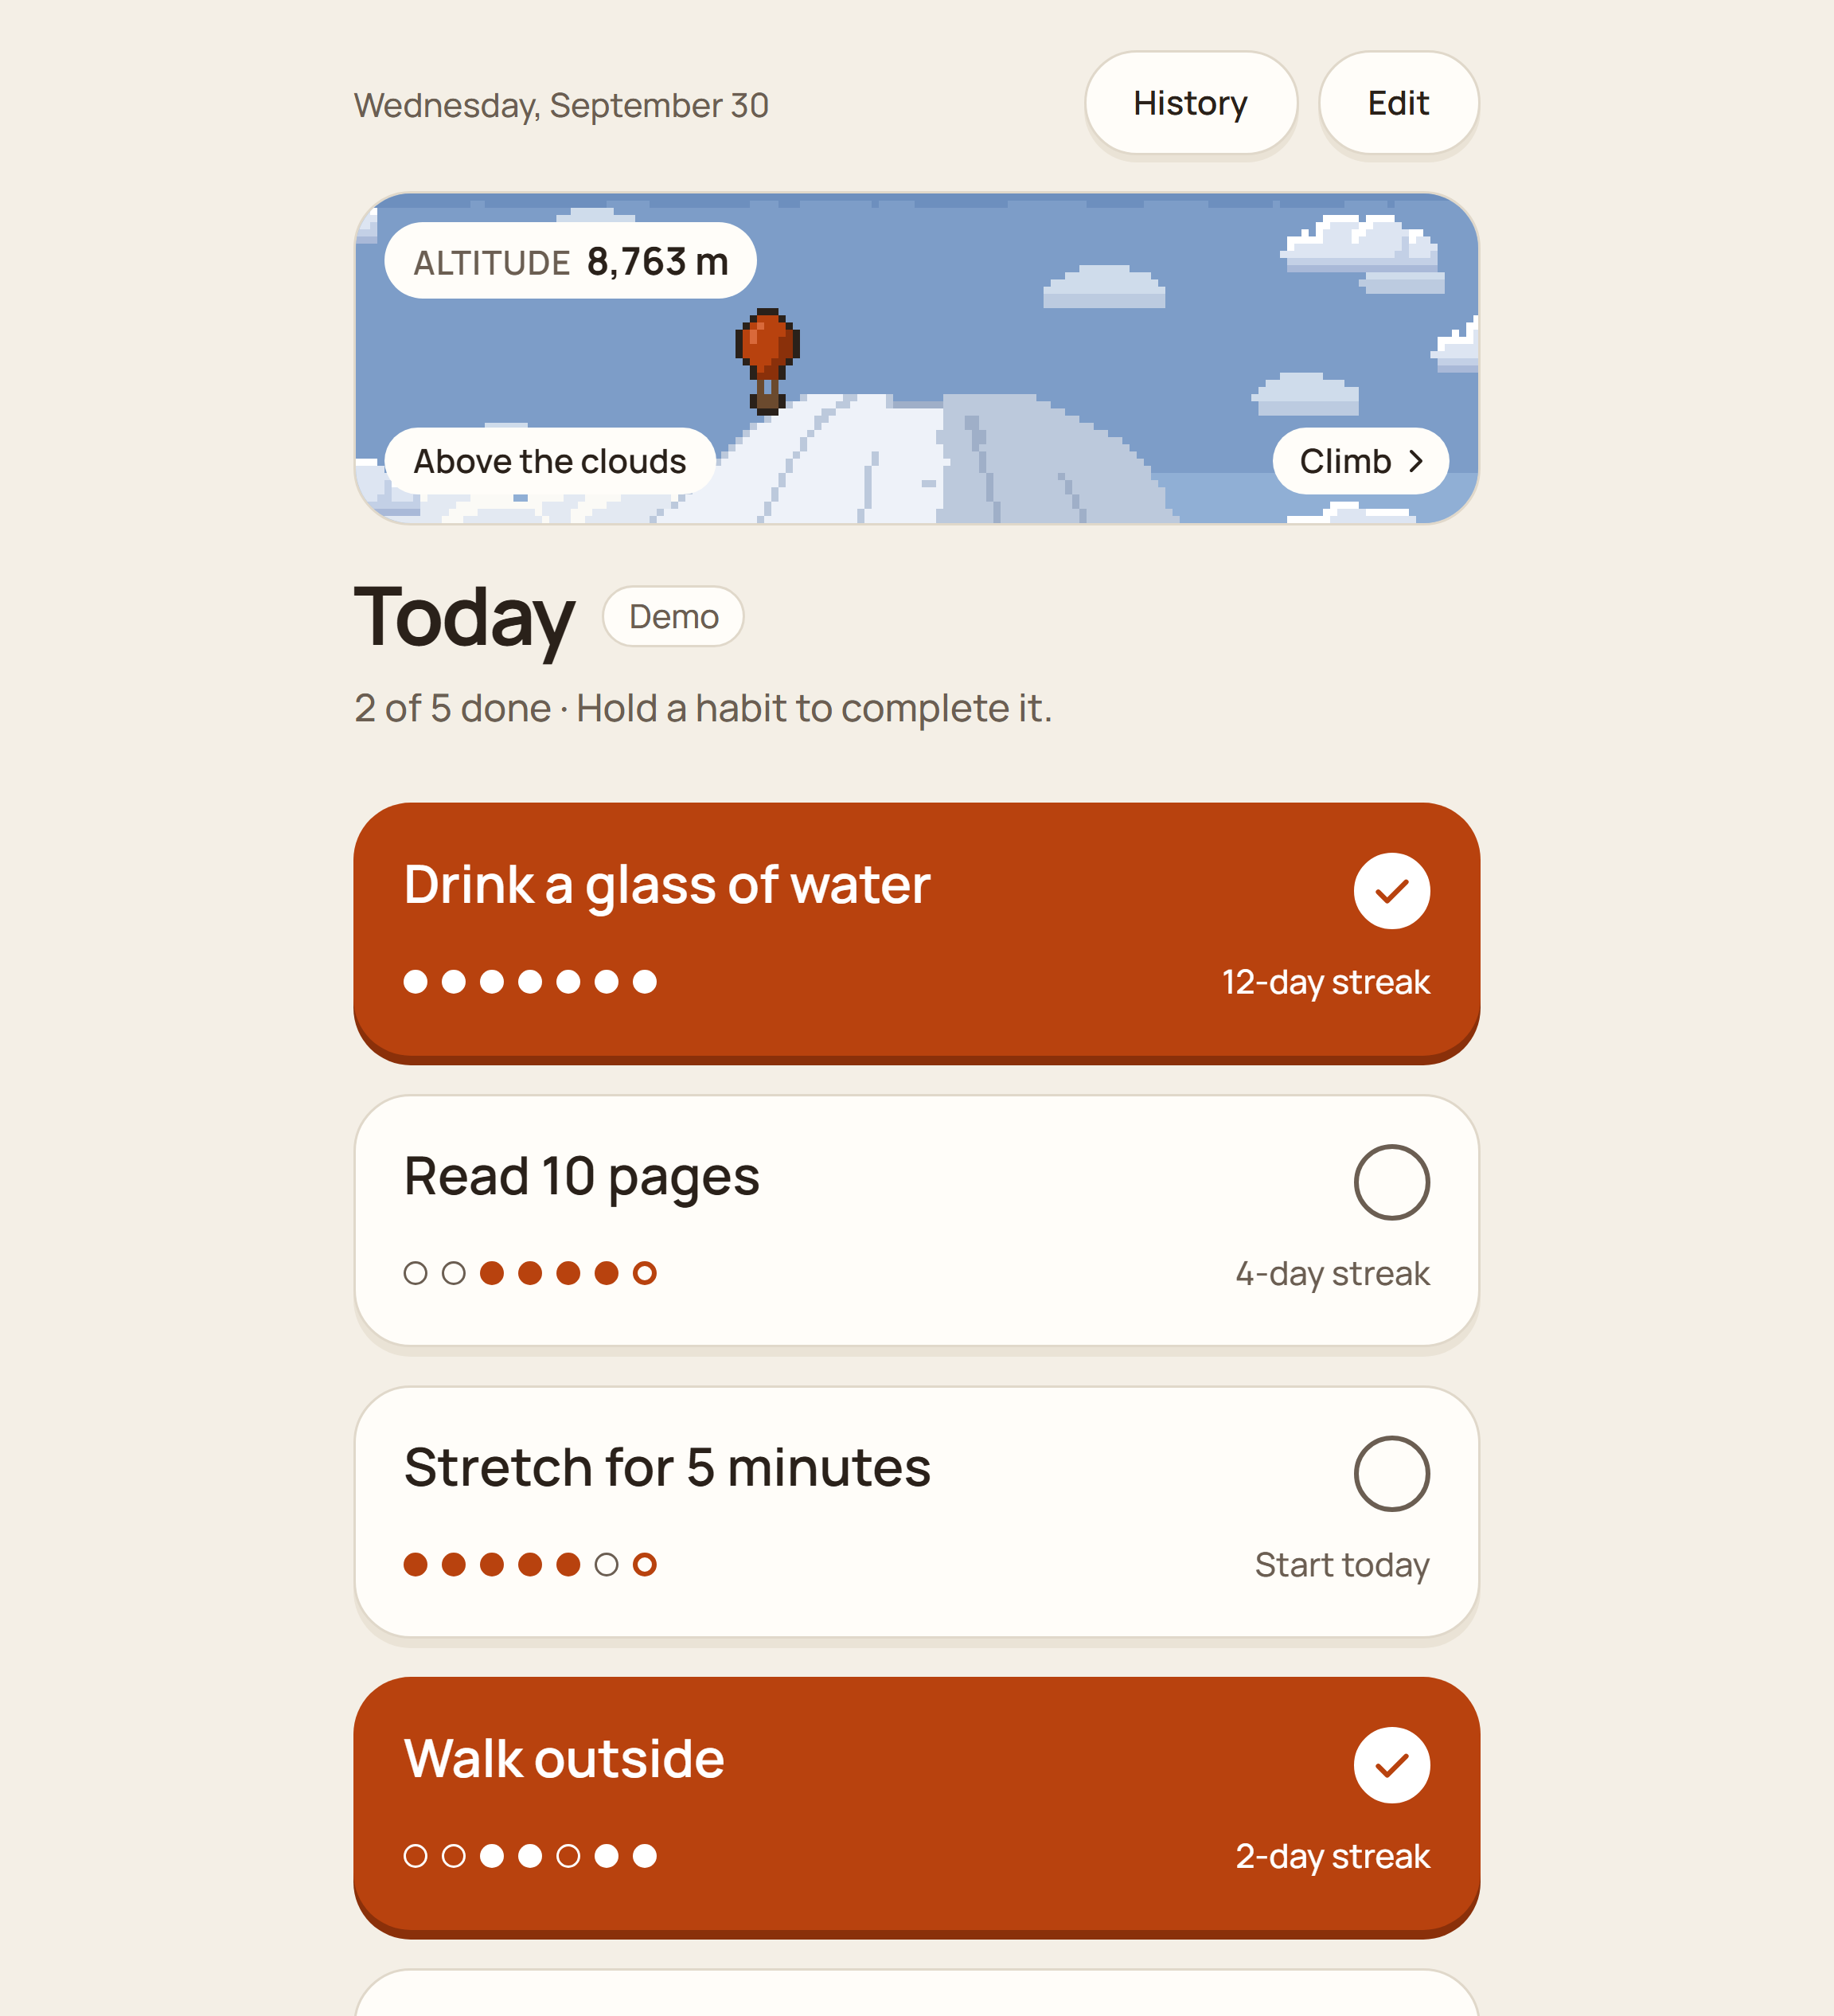 Wednesday, September 30
History
Edit
ALTITUDE 8,763 m
Above the clouds
Climb
Today
Demo
2 of 5 done · Hold a habit to complete it.
Drink a glass of water
12-day streak
Read 10 pages
4-day streak
Stretch for 5 minutes
Start today
Walk outside
2-day streak